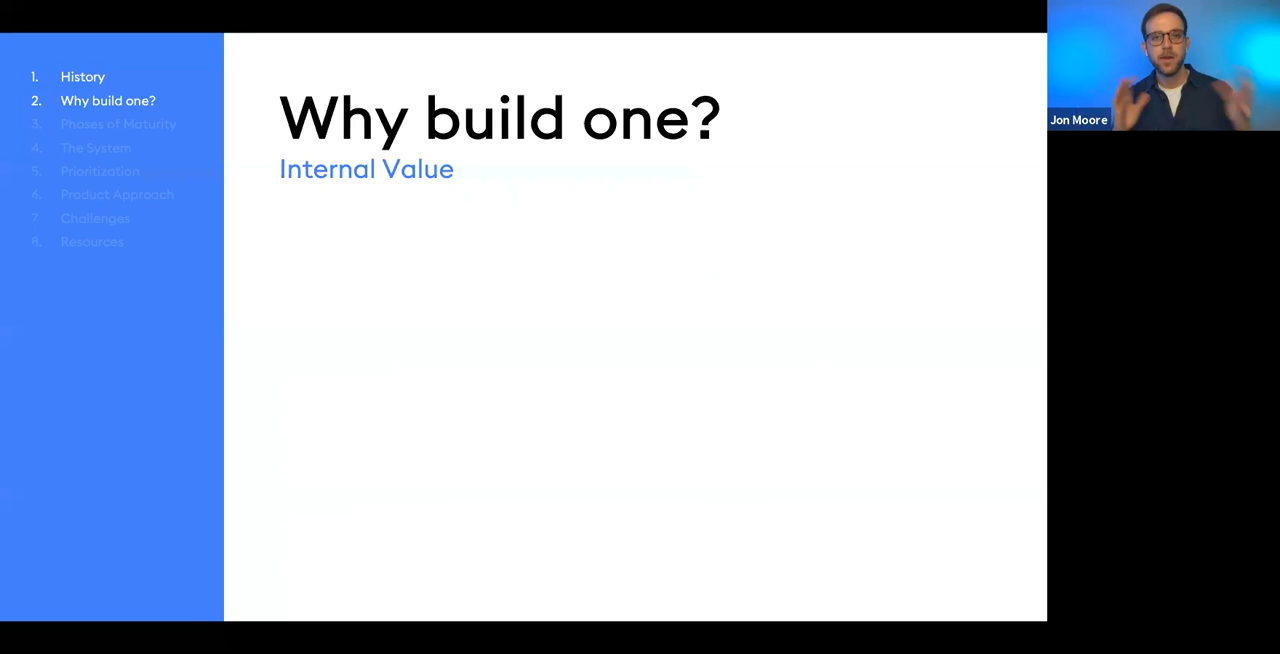 1. History
2. Why build one?
3. Phases of Maturity
4. The System
5. Prioritization
6. Product Approach
7 Challenges
8. Resources
Why build one?
Internal Value
Jon Moore